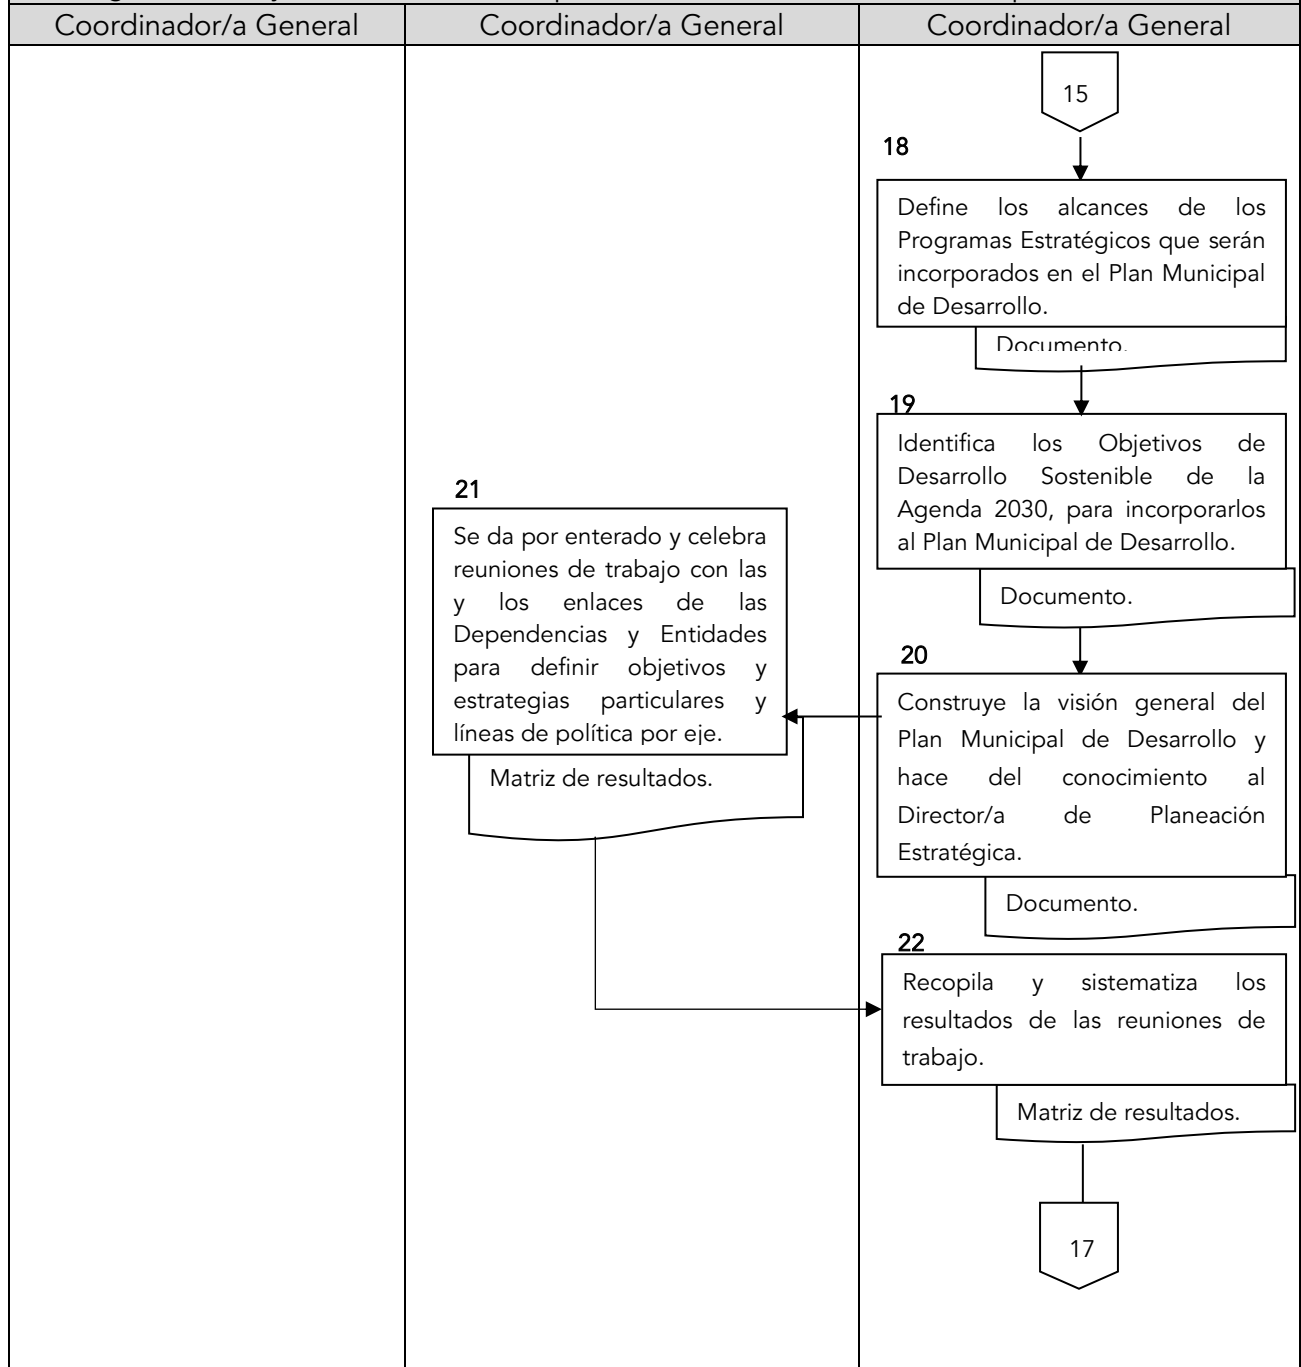 Coordinador/a General
Coordinador/a General
Coordinador/a General
15
18
Define los alcances de los
Programas Estratégicos que serán
incorporados en el Plan Municipal
de Desarrollo.
Documento.
19
Identifica los Objetivos de
Desarrollo Sostenible de la
Agenda 2030, para incorporarlos
al Plan Municipal de Desarrollo.
Documento.
20
Construye la visión general del
Plan Municipal de Desarrollo y
hace del conocimiento al
Director/a de Planeación
Estratégica.
Documento.
21
Se da por enterado y celebra
reuniones de trabajo con las
y los enlaces de las
Dependencias y Entidades
para definir objetivos y
estrategias particulares y
líneas de política por eje.
Matriz de resultados.
22
Recopila y sistematiza los
resultados de las reuniones de
trabajo.
Matriz de resultados.
17